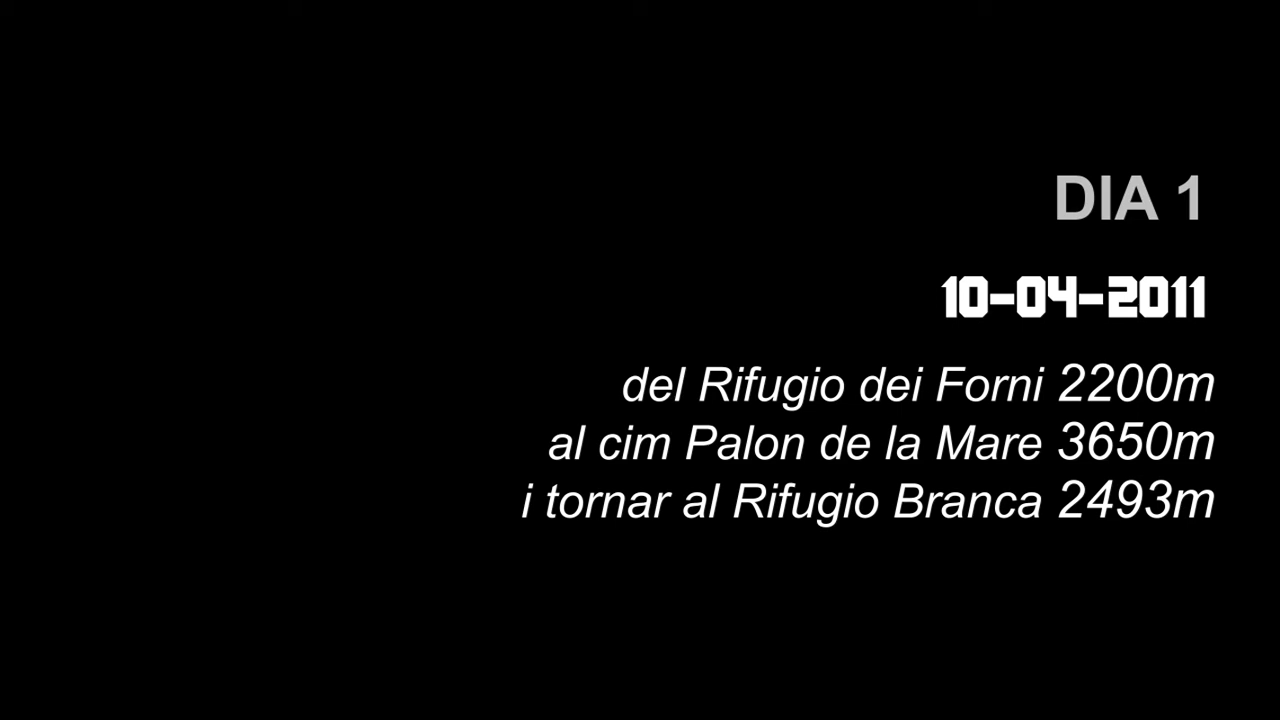 DIA 1
10-04-2011
del Rifugio dei Forni 2200m
al cim Palon de la Mare 3650m
i tornar al Rifugio Branca 2493m